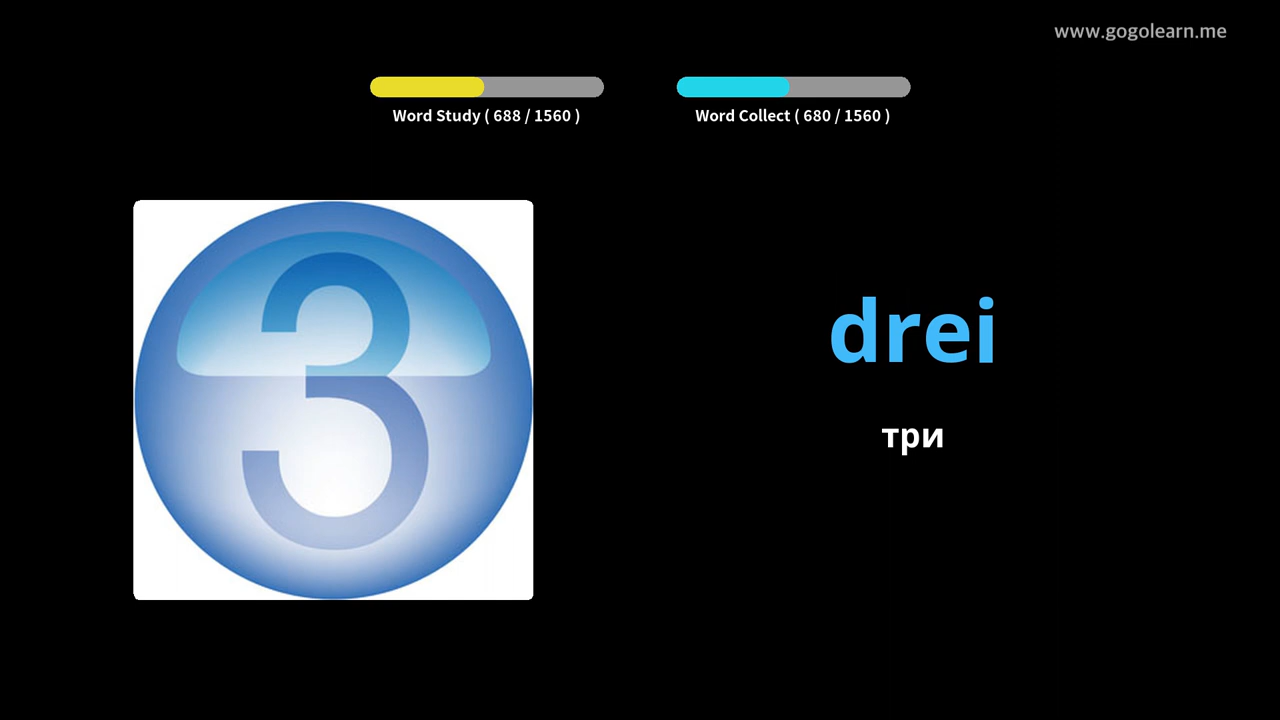 www.gogolearn.me
Word Study ( 688 / 1560 )
Word Collect ( 680 / 1560 )
3
drei
три